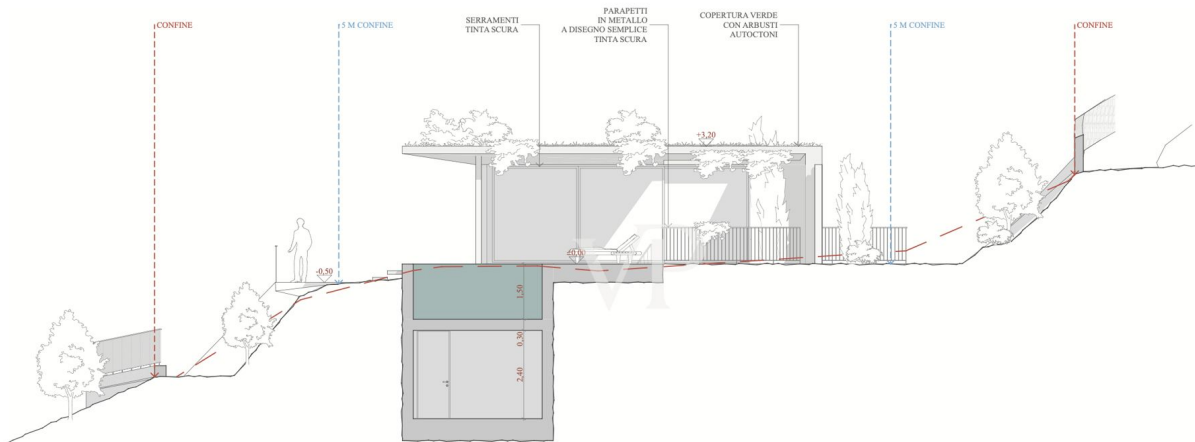 CONFINE
5 M CONFINE
SERRAMENTI
TINTA SCURA
PARAPETTI
IN METALLO
A DISEGNO SEMPLICE
TINTA SCURA
COPERTURA VERDE
CON ARBUSTI
AUTOCTONI
5 M CONFINE
CONFINE
+3,20
-0,50
±0,00
1,50
0,30
2,40
VP